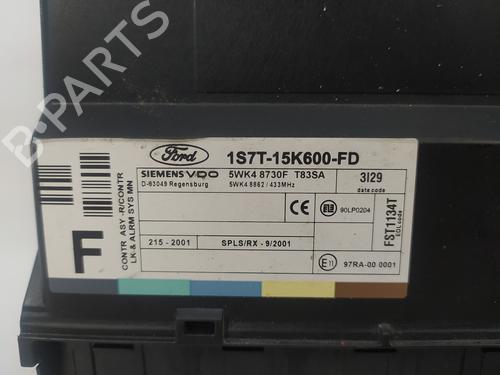 Ford
1S7T-15K600-FD
SIEMENS VDO
5WK4 8730F T83SA
D-93049 Regensburg
5WK4 8862 / 433MHz
CE
3I29
date code
90LP0204
FST1134T
EOL code
215 - 2001
SPLS/RX - 9/2001
E11
97RA-00 0001
F
CONTR ASY -R/CONTR
LK & ALRM SYS MN
B-PARTS